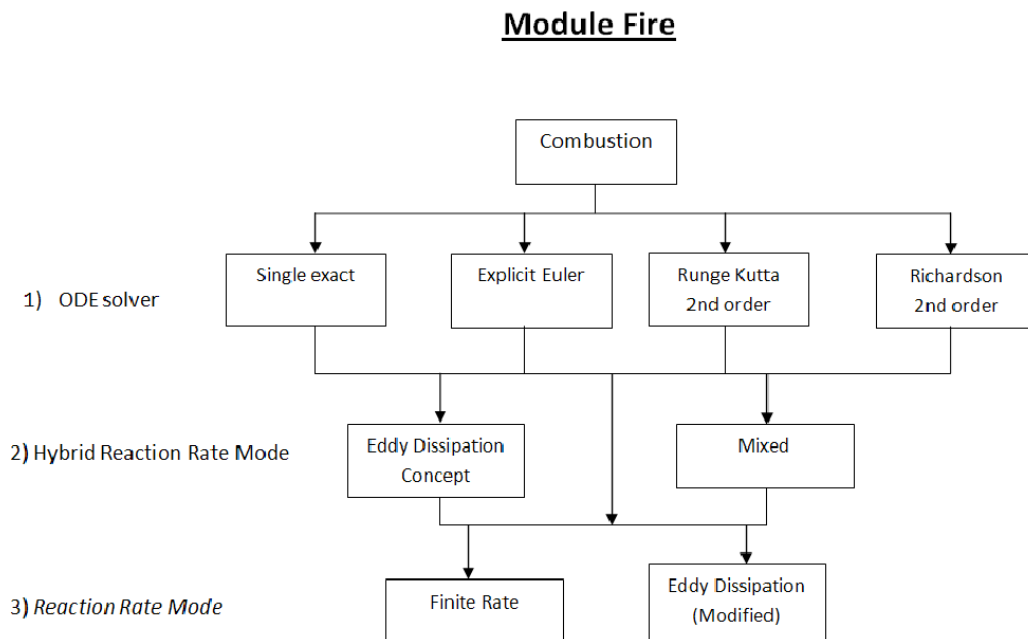 Module Fire
Combustion
1) ODE solver
Single exact
Explicit Euler
Runge Kutta
2nd order
Richardson
2nd order
2) Hybrid Reaction Rate Mode
Eddy Dissipation
Concept
Mixed
3) Reaction Rate Mode
Finite Rate
Eddy Dissipation
(Modified)